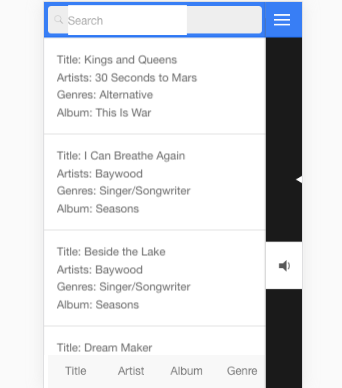 Search
Title: Kings and Queens
Artists: 30 Seconds to Mars
Genres: Alternative
Album: This Is War
Title: I Can Breathe Again
Artists: Baywood
Genres: Singer/Songwriter
Album: Seasons
Title: Beside the Lake
Artists: Baywood
Genres: Singer/Songwriter
Album: Seasons
Title: Dream Maker
Title Artist Album Genre